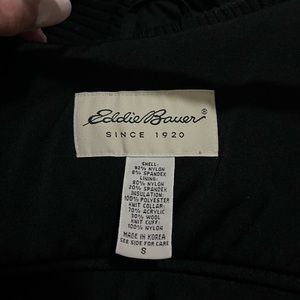 Eddie Bauer®
SINCE 1920
SHELL:
92% NYLON
8% SPANDEX
LINING:
80% NYLON
20% SPANDEX
INSULATION:
100% POLYESTER
KNIT COLLAR:
70% ACRYLIC
30% WOOL
KNIT CUFF:
100% NYLON
MADE IN KOREA
SEE SIDE FOR CARE
S